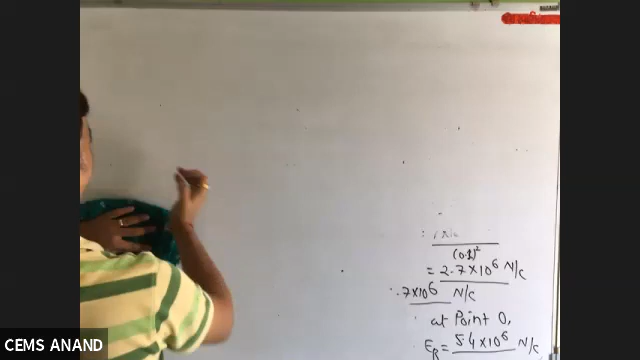 (0.1)²
= 2.7×10⁶ N/C
.7×10⁶ N/C
at Point O,
E_R = 5.4×10⁶ N/C
CEMS ANAND